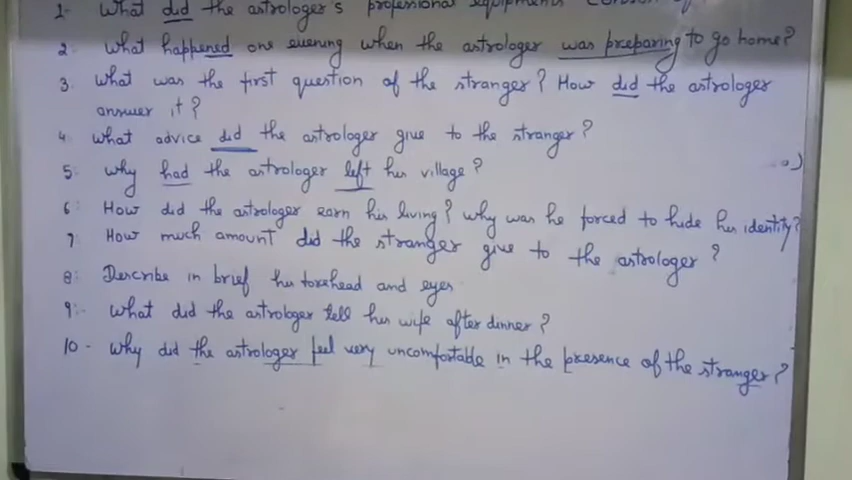 1- What did the astrologer's professional equipments
2. What happened one evening when the astrologer was preparing to go home?
3. What was the first question of the stranger? How did the astrologer
answer it?
4. What advice did the astrologer give to the stranger?
5:- Why had the astrologer left his village?
6:- How did the astrologer earn his living? Why was he forced to hide his identity?
7:- How much amount did the stranger give to the astrologer?
8:- Describe in brief his forehead and eyes
9:- What did the astrologer tell his wife after dinner?
10- Why did the astrologer feel very uncomfortable in the presence of the stranger?